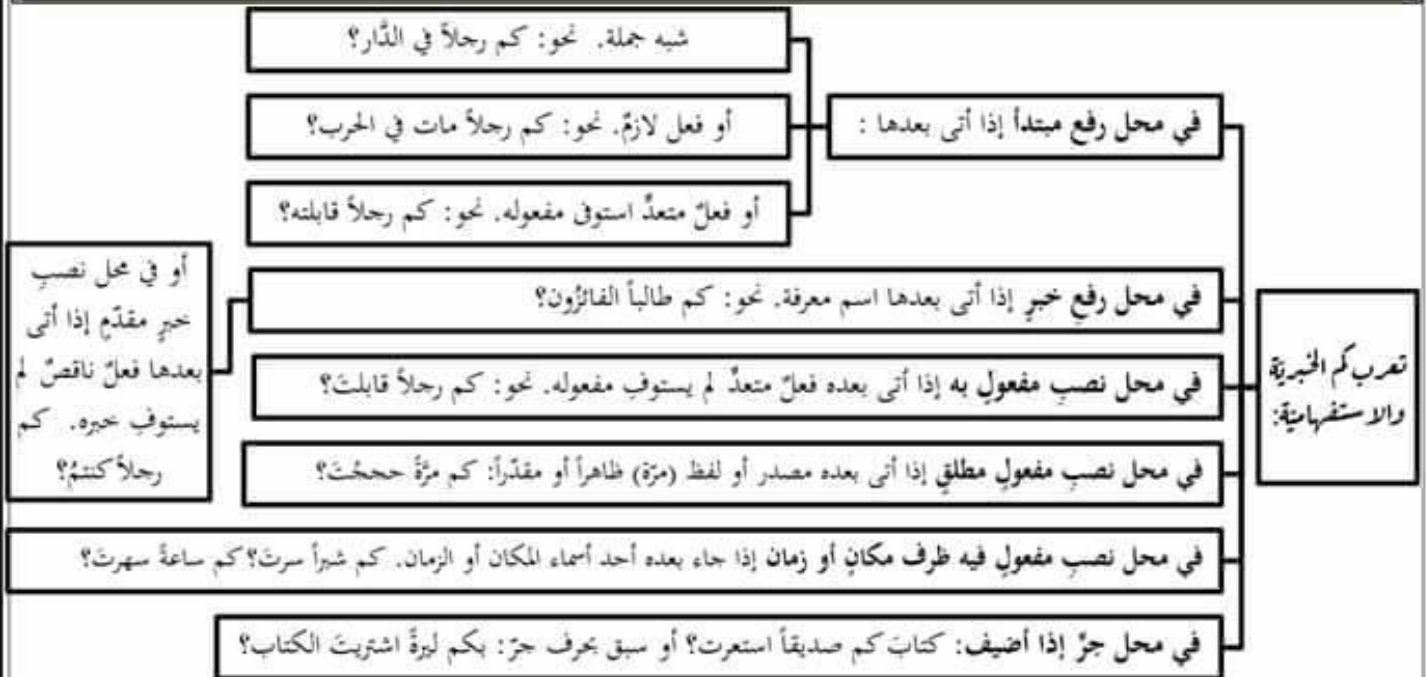 تعرب كم الخبريّة
والاستفهاميّة:
في محل رفع مبتدأ إذا أتى بعدها :
شبه جملة. نحو: كم رجلاً في الدَّار؟
أو فعل لازمٌ. نحو: كم رجلاً مات في الحرب؟
أو فعلٌ متعدٍّ استوفى مفعوله. نحو: كم رجلاً قابلته؟
في محل رفعِ خبرٍ إذا أتى بعدها اسم معرفة. نحو: كم طالباً الفائزُون؟
أو في محل نصبِ
خبرٍ مقدّمٍ إذا أتى
بعدها فعلٌ ناقصٌ لم
يستوفِ خبره. كم
رجلاً كنتمُ؟
في محل نصبِ مفعولٍ به إذا أتى بعده فعلٌ متعدٍّ لم يستوفِ مفعوله. نحو: كم رجلاً قابلتَ؟
في محل نصبِ مفعولٍ مطلقٍ إذا أتى بعده مصدر أو لفظ (مرّة) ظاهراً أو مقدّراً: كم مرَّةً حججْتَ؟
في محل نصبِ مفعولٍ فيه ظرف مكانٍ أو زمان إذا جاء بعده أحد أسماء المكان أو الزمان. كم شبراً سرتَ؟ كم ساعةً سهرتَ؟
في محل جرٍّ إذا أضيف: كتابَ كم صديقاً استعرت؟ أو سبق بحرف جرّ: بكم ليرةً اشتريتَ الكتاب؟